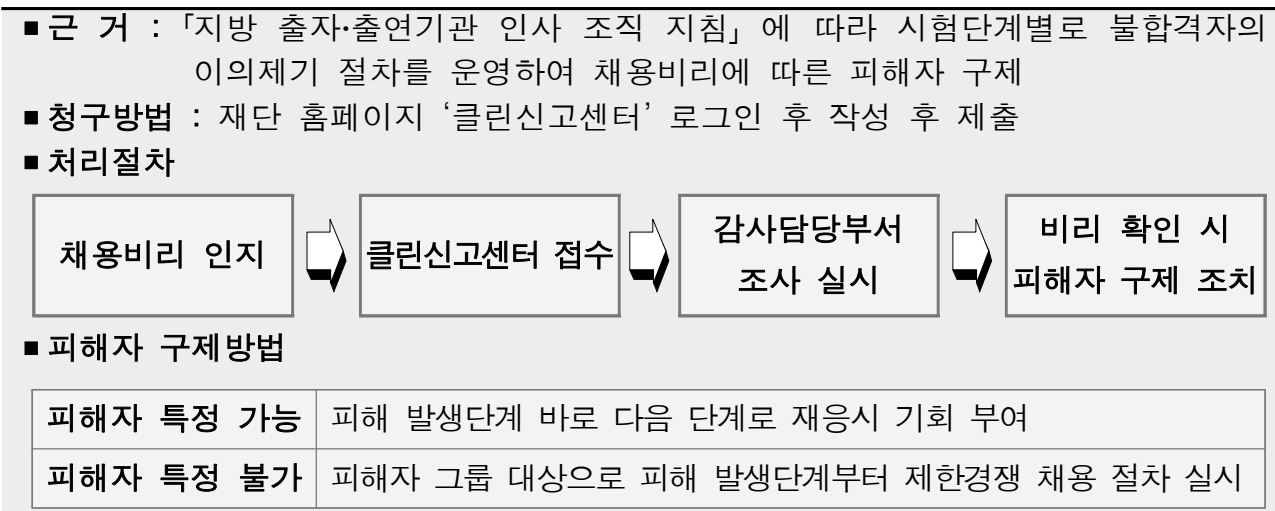 ■ 근 거 : 「지방 출자·출연기관 인사 조직 지침」에 따라 시험단계별로 불합격자의
이의제기 절차를 운영하여 채용비리에 따른 피해자 구제
■ 청구방법 : 재단 홈페이지 ‘클린신고센터’ 로그인 후 작성 후 제출
■ 처리절차
채용비리 인지
클린신고센터 접수
감사담당부서
조사 실시
비리 확인 시
피해자 구제 조치
■ 피해자 구제방법
피해자 특정 가능 피해 발생단계 바로 다음 단계로 재응시 기회 부여
피해자 특정 불가 피해자 그룹 대상으로 피해 발생단계부터 제한경쟁 채용 절차 실시